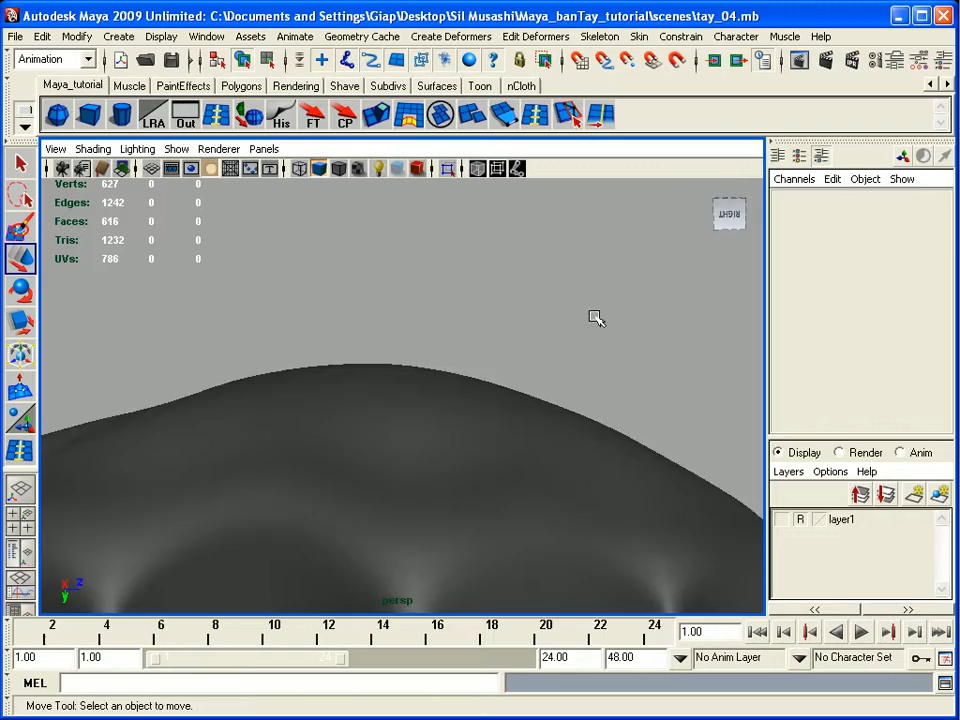 Autodesk Maya 2009 Unlimited: C:\Documents and Settings\Giap\Desktop\Sil Musashi\Maya_banTay_tutorial\scenes\tay_04.mb
File Edit Modify Create Display Window Assets Animate Geometry Cache Create Deformers Edit Deformers Skeleton Skin Constrain Character Muscle Help
Animation
Maya_tutorial Muscle PaintEffects Polygons Rendering Shave Subdivs Surfaces Toon nCloth
LRA Out His FT CP
View Shading Lighting Show Renderer Panels
Channels Edit Object Show
Verts: 627 0 0
Edges: 1242 0 0
Faces: 616 0 0
Tris: 1232 0 0
UVs: 786 0 0
RIGHT
Display Render Anim
Layers Options Help
R layer1
x z
y
persp
<< >>
2 4 6 8 10 12 14 16 18 20 22 24
1.00
1.00 1.00 1 24 24.00 48.00 No Anim Layer No Character Set
MEL
Move Tool: Select an object to move.